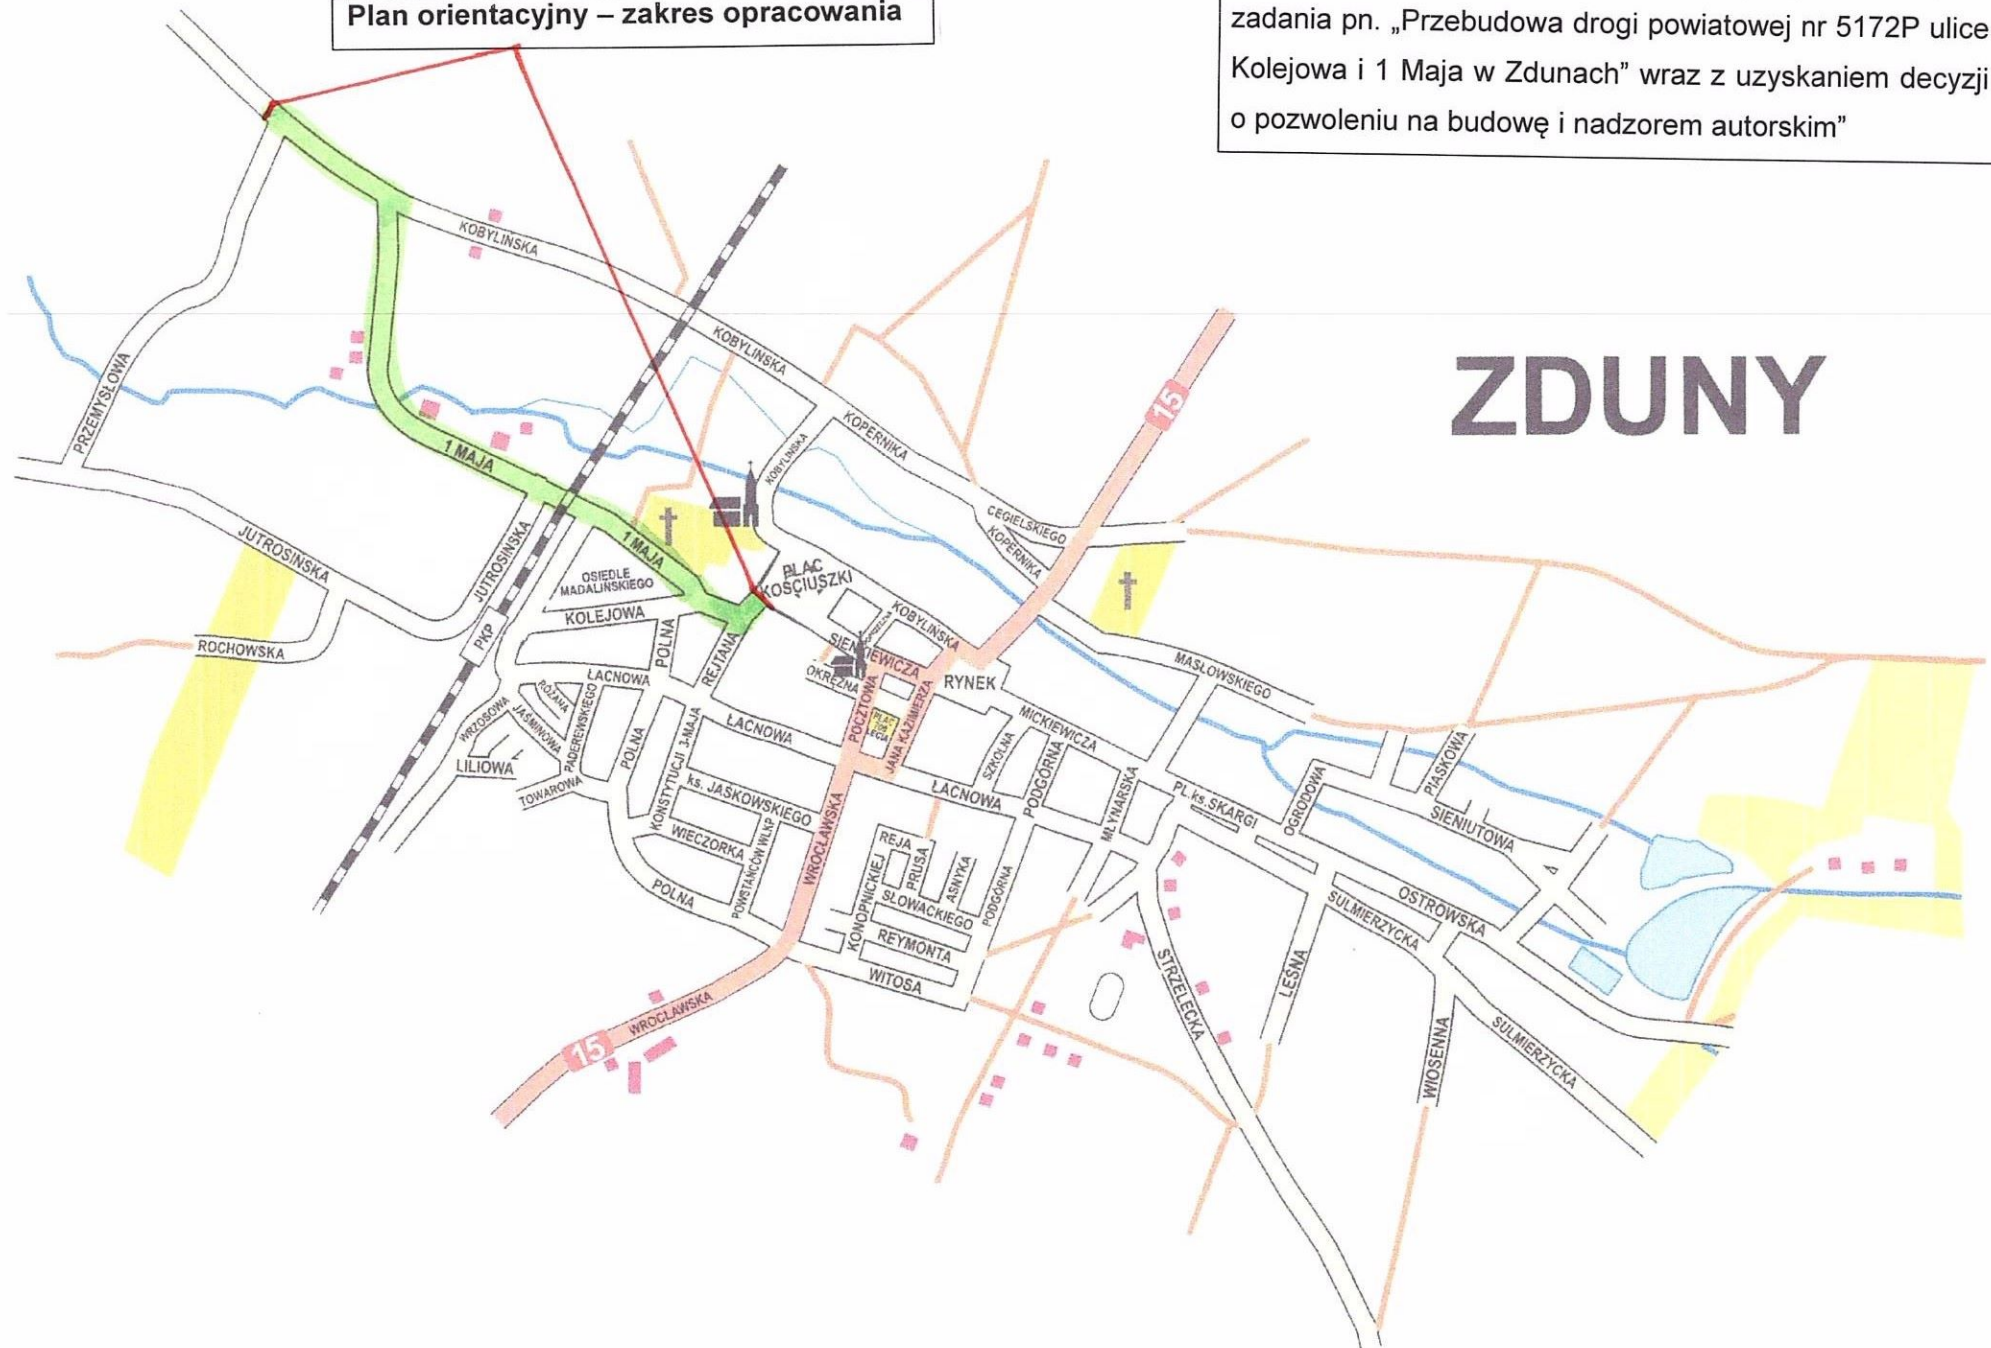 Plan orientacyjny – zakres opracowania
zadania pn. „Przebudowa drogi powiatowej nr 5172P ulice
Kolejowa i 1 Maja w Zdunach” wraz z uzyskaniem decyzji
o pozwoleniu na budowę i nadzorem autorskim”
ZDUNY
KOBYLIŃSKA
KOBYLIŃSKA
15
PRZEMYSŁOWA
KOPERNIKA
KOBYLIŃSKA
1 MAJA
CEGIELSKIEGO
KOPERNIKA
JUTROSIŃSKA
JUTROSIŃSKA
1 MAJA
OSIEDLE
MADALIŃSKIEGO
PLAC
KOŚCIUSZKI
KOLEJOWA
KOBYLIŃSKA
PKP
POLNA
REJTANA
SIENKIEWICZA
ROCHOWSKA
ŁACNOWA
OKRĘŻNA
RYNEK
MASŁOWSKIEGO
RÓŻANA
WRZOSOWA
JAŚMINOWA
PADEREWSKIEGO
POLNA
KONSTYTUCJI 3-MAJA
ŁACNOWA
POCZTOWA
JANA KAZIMIERZA
MICKIEWICZA
SZKOLNA
PODGÓRNA
LILIOWA
TOWAROWA
ks. JASKOWSKIEGO
ŁACNOWA
MŁYNARSKA
PL. ks. SKARGI
OGRODOWA
PIASKOWA
SIENIUTOWA
WIECZORKA
POWSTAŃCÓW WLKP
WROCŁAWSKA
REJA
PRUSA
ASNYKA
KONOPNICKIEJ
SŁOWACKIEGO
PODGÓRNA
POLNA
REYMONTA
WITOSA
OSTROWSKA
SULMIERZYCKA
STRZELECKA
LEŚNA
WROCŁAWSKA
15
WIOSENNA
SULMIERZYCKA